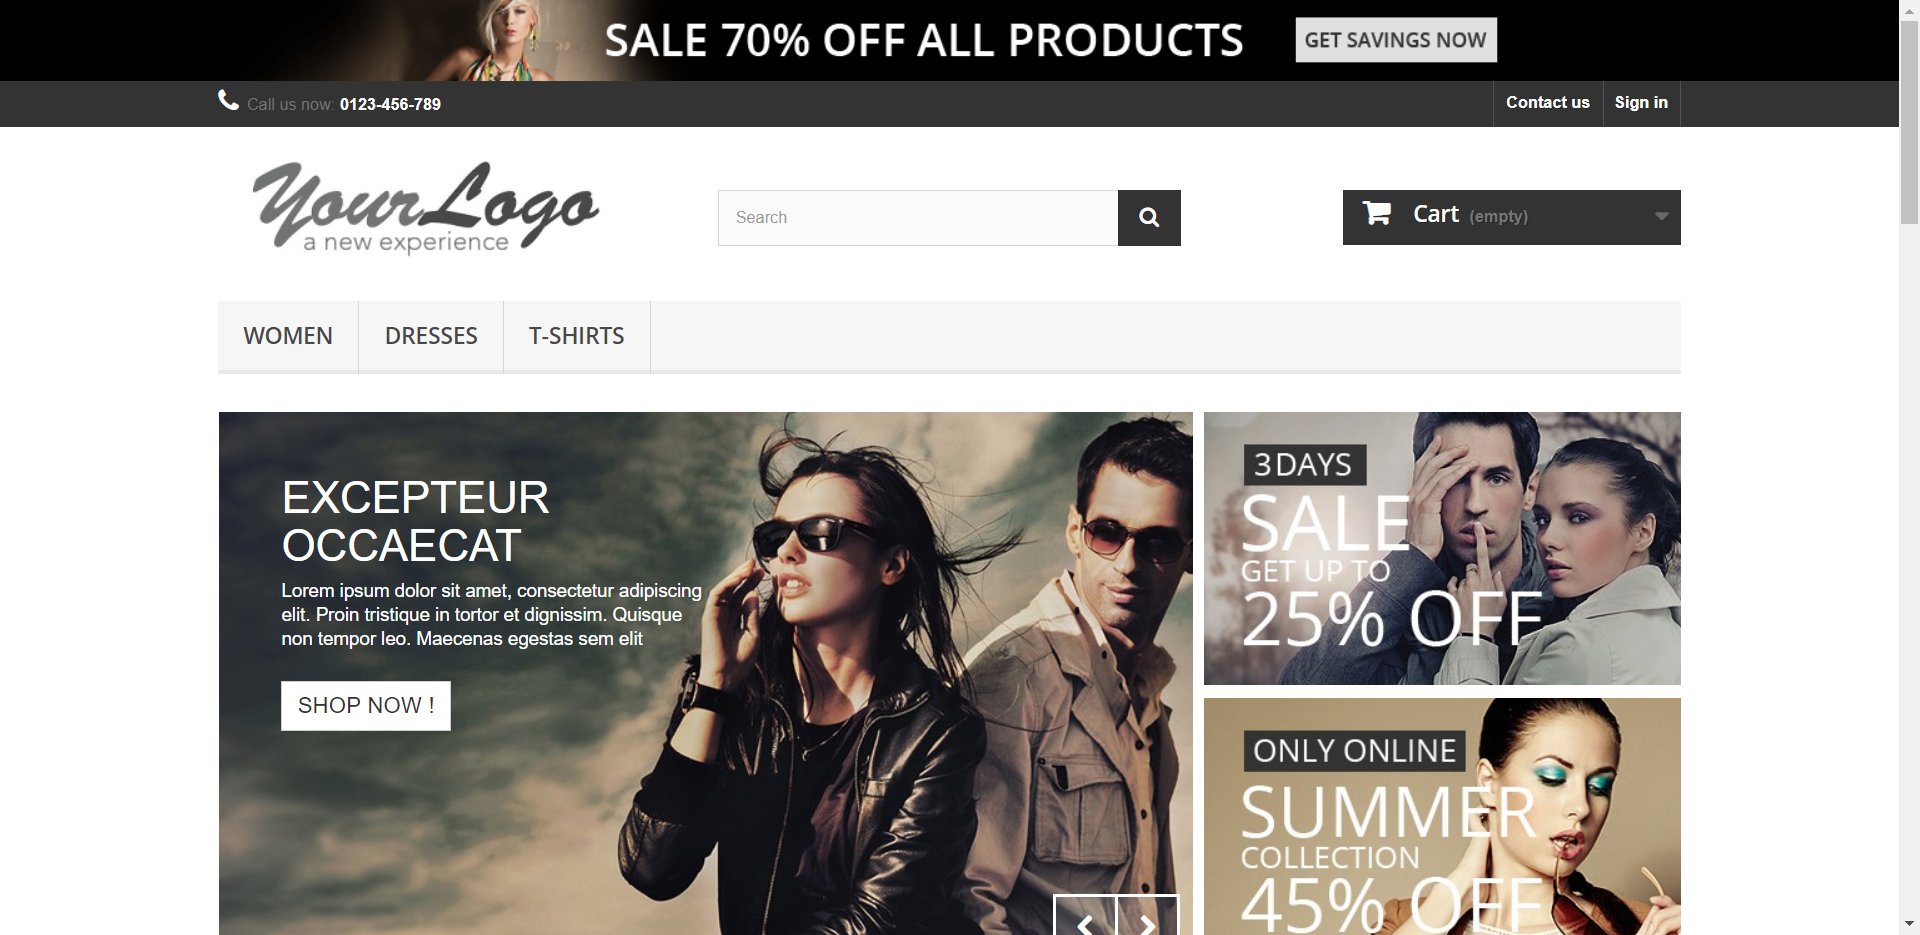 SALE 70% OFF ALL PRODUCTS
GET SAVINGS NOW
Call us now: 0123-456-789
Contact us
Sign in
YourLogo
a new experience
Search
Cart (empty)
WOMEN
DRESSES
T-SHIRTS
EXCEPTEUR
OCCAECAT
Lorem ipsum dolor sit amet, consectetur adipiscing
elit. Proin tristique in tortor et dignissim. Quisque
non tempor leo. Maecenas egestas sem elit
SHOP NOW !
3 DAYS
SALE
GET UP TO
25% OFF
ONLY ONLINE
SUMMER
COLLECTION
45% OFF